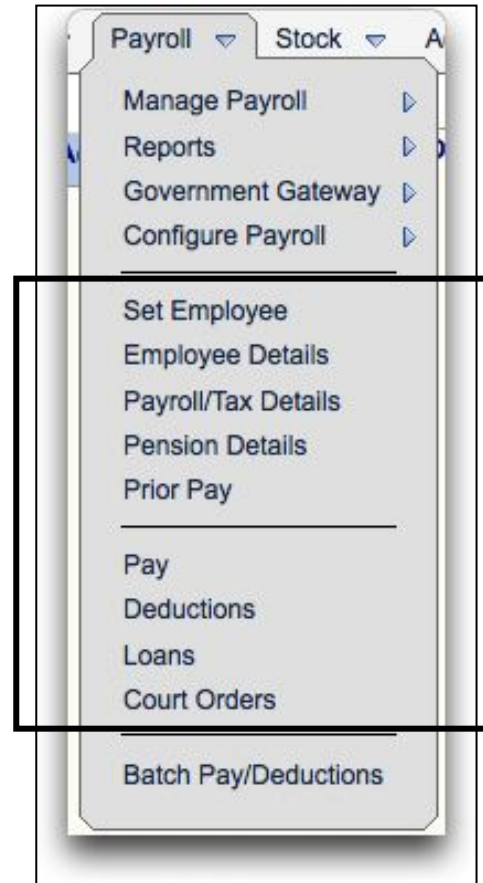 Payroll Stock A
Manage Payroll
Reports
Government Gateway
Configure Payroll
Set Employee
Employee Details
Payroll/Tax Details
Pension Details
Prior Pay
Pay
Deductions
Loans
Court Orders
Batch Pay/Deductions